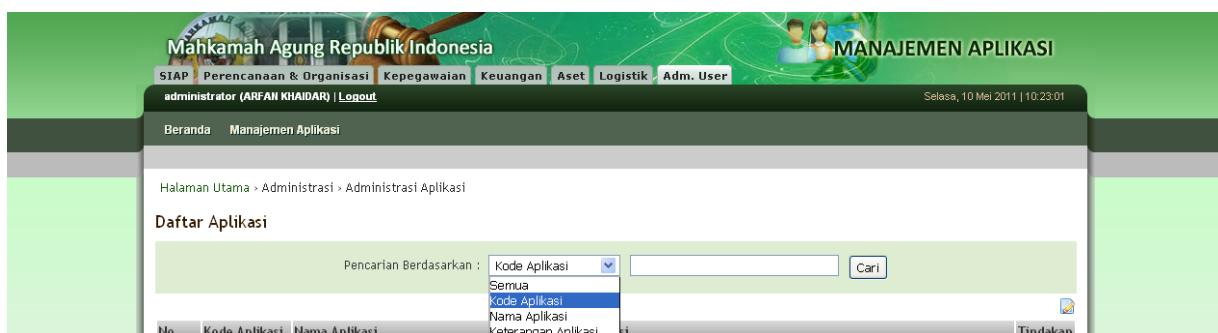 Mahkamah Agung Republik Indonesia
MANAJEMEN APLIKASI
SIAP Perencanaan & Organisasi Kepegawaian Keuangan Aset Logistik Adm. User
administrator (ARFAN KHAIDAR) | Logout Selasa, 10 Mei 2011 | 10:23:01
Beranda Manajemen Aplikasi
Halaman Utama › Administrasi › Administrasi Aplikasi
Daftar Aplikasi
Pencarian Berdasarkan : Kode Aplikasi Cari
Semua
Kode Aplikasi
Nama Aplikasi
Keterangan Aplikasi
No Kode Aplikasi Nama Aplikasi Tindakan